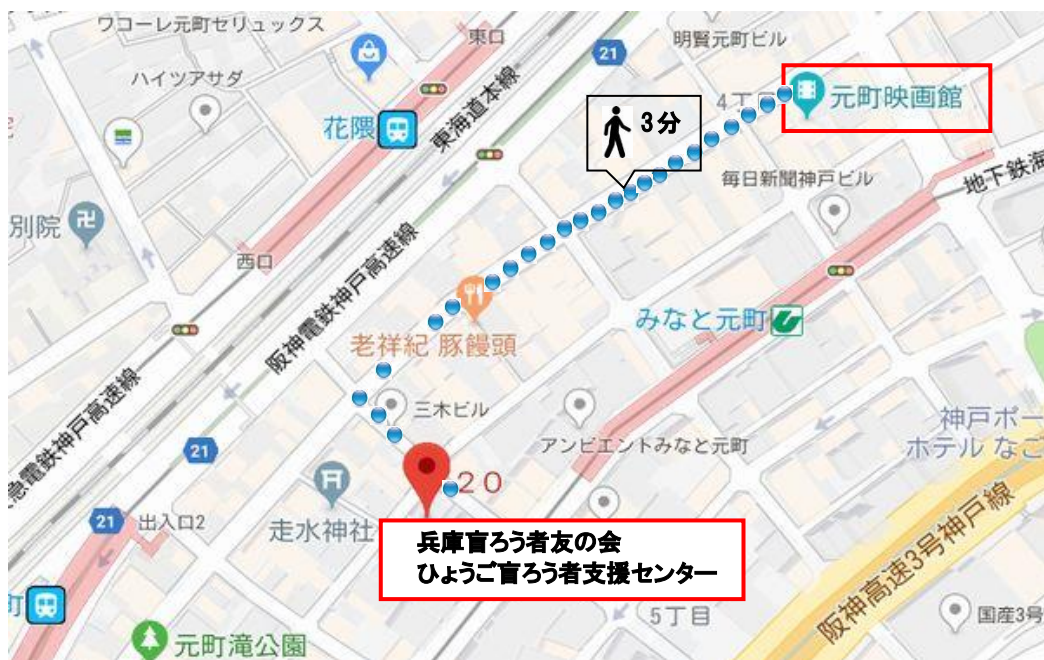 ワコーレ元町セリュックス
東口
21
明賢元町ビル
ハイツアサダ
東海道本線
4丁目
元町映画館
花隈
3分
毎日新聞神戸ビル
地下鉄海
別院
西口
阪神電鉄神戸高速線
みなと元町
老祥紀 豚饅頭
三木ビル
アンビエントみなと元町
神戸ポー
ホテル なご
急電鉄神戸高速線
21
20
走水神社
21
出入口2
兵庫盲ろう者友の会
ひょうご盲ろう者支援センター
阪神高速3号神戸線
町
5丁目
国産3号
元町滝公園